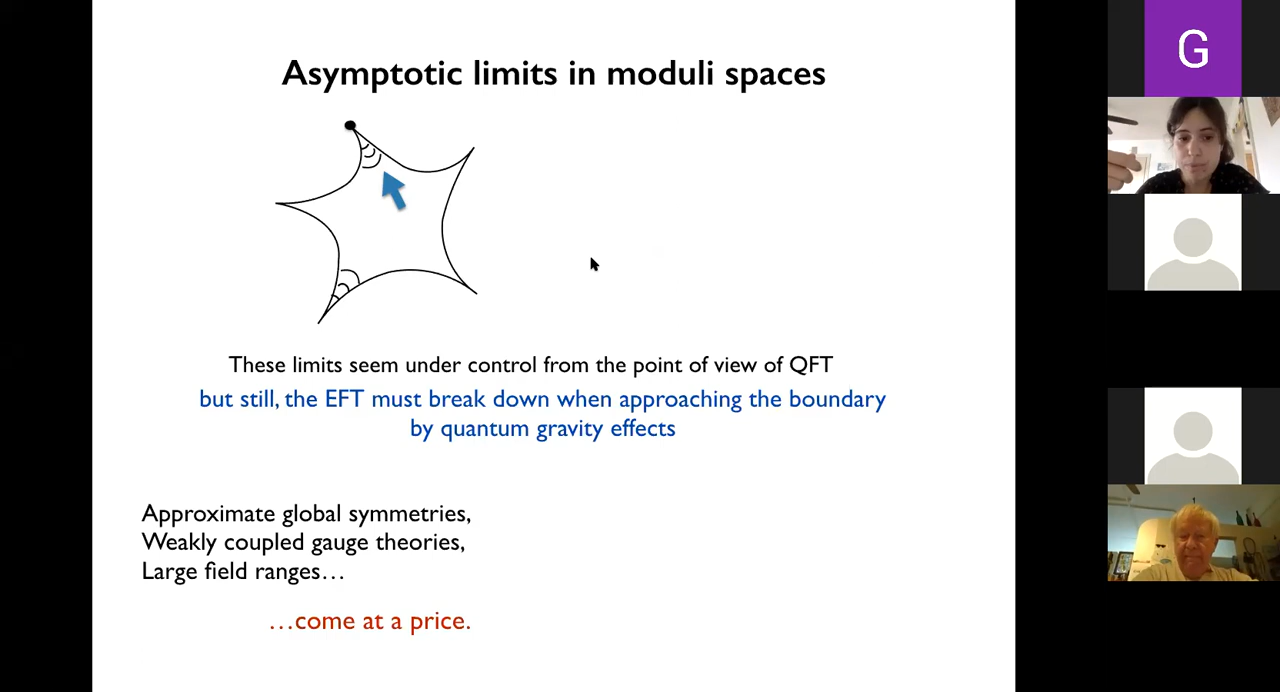 Asymptotic limits in moduli spaces
These limits seem under control from the point of view of QFT
but still, the EFT must break down when approaching the boundary
by quantum gravity effects
Approximate global symmetries,
Weakly coupled gauge theories,
Large field ranges…
…come at a price.
G